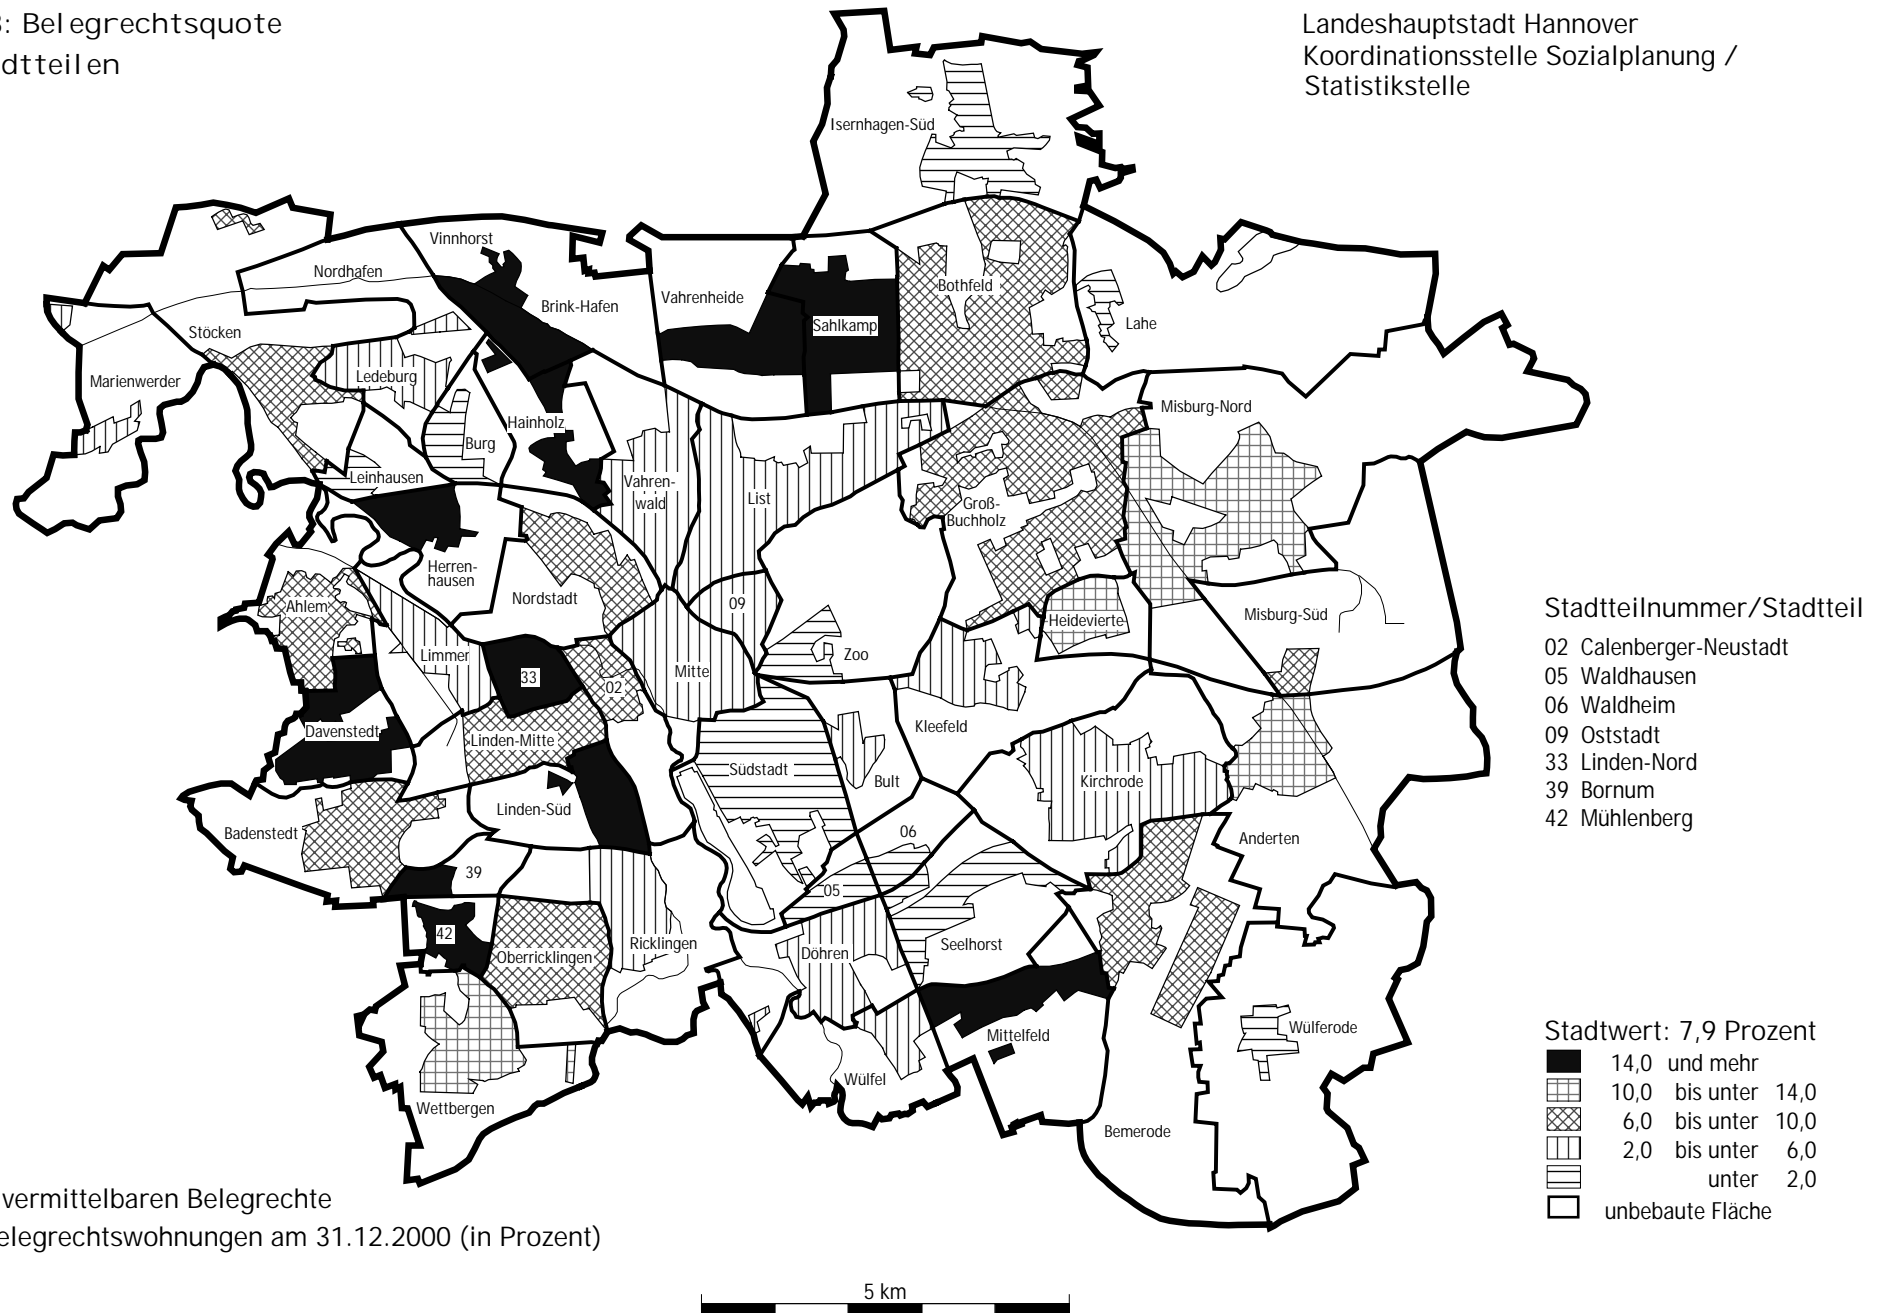 3: Belegrechtsquote
dtteilen
Landeshauptstadt Hannover
Koordinationsstelle Sozialplanung /
Statistikstelle
Isernhagen-Süd
Vinnhorst
Nordhafen
Brink-Hafen
Vahrenheide
Bothfeld
Sahlkamp
Lahe
Stöcken
Marienwerder
Ledeburg
Misburg-Nord
Hainholz
Burg
Leinhausen
Vahren-
wald
List
Groß-
Buchholz
Herren-
hausen
Nordstadt
Ahlem
09
Heidevierte
Misburg-Süd
Limmer
Zoo
Mitte
33
02
Kleefeld
Davenstedt
Linden-Mitte
Südstadt
Bult
Kirchrode
Linden-Süd
Badenstedt
06
Anderten
39
05
42
Oberricklingen
Ricklingen
Döhren
Seelhorst
Mittelfeld
Wülferode
Wülfel
Wettbergen
Bemerode
Stadtteilnummer/Stadtteil
02 Calenberger-Neustadt
05 Waldhausen
06 Waldheim
09 Oststadt
33 Linden-Nord
39 Bornum
42 Mühlenberg
Stadtwert: 7,9 Prozent
14,0 und mehr
10,0 bis unter 14,0
6,0 bis unter 10,0
2,0 bis unter 6,0
unter 2,0
unbebaute Fläche
vermittelbaren Belegrechte
elegrechtswohnungen am 31.12.2000 (in Prozent)
5 km